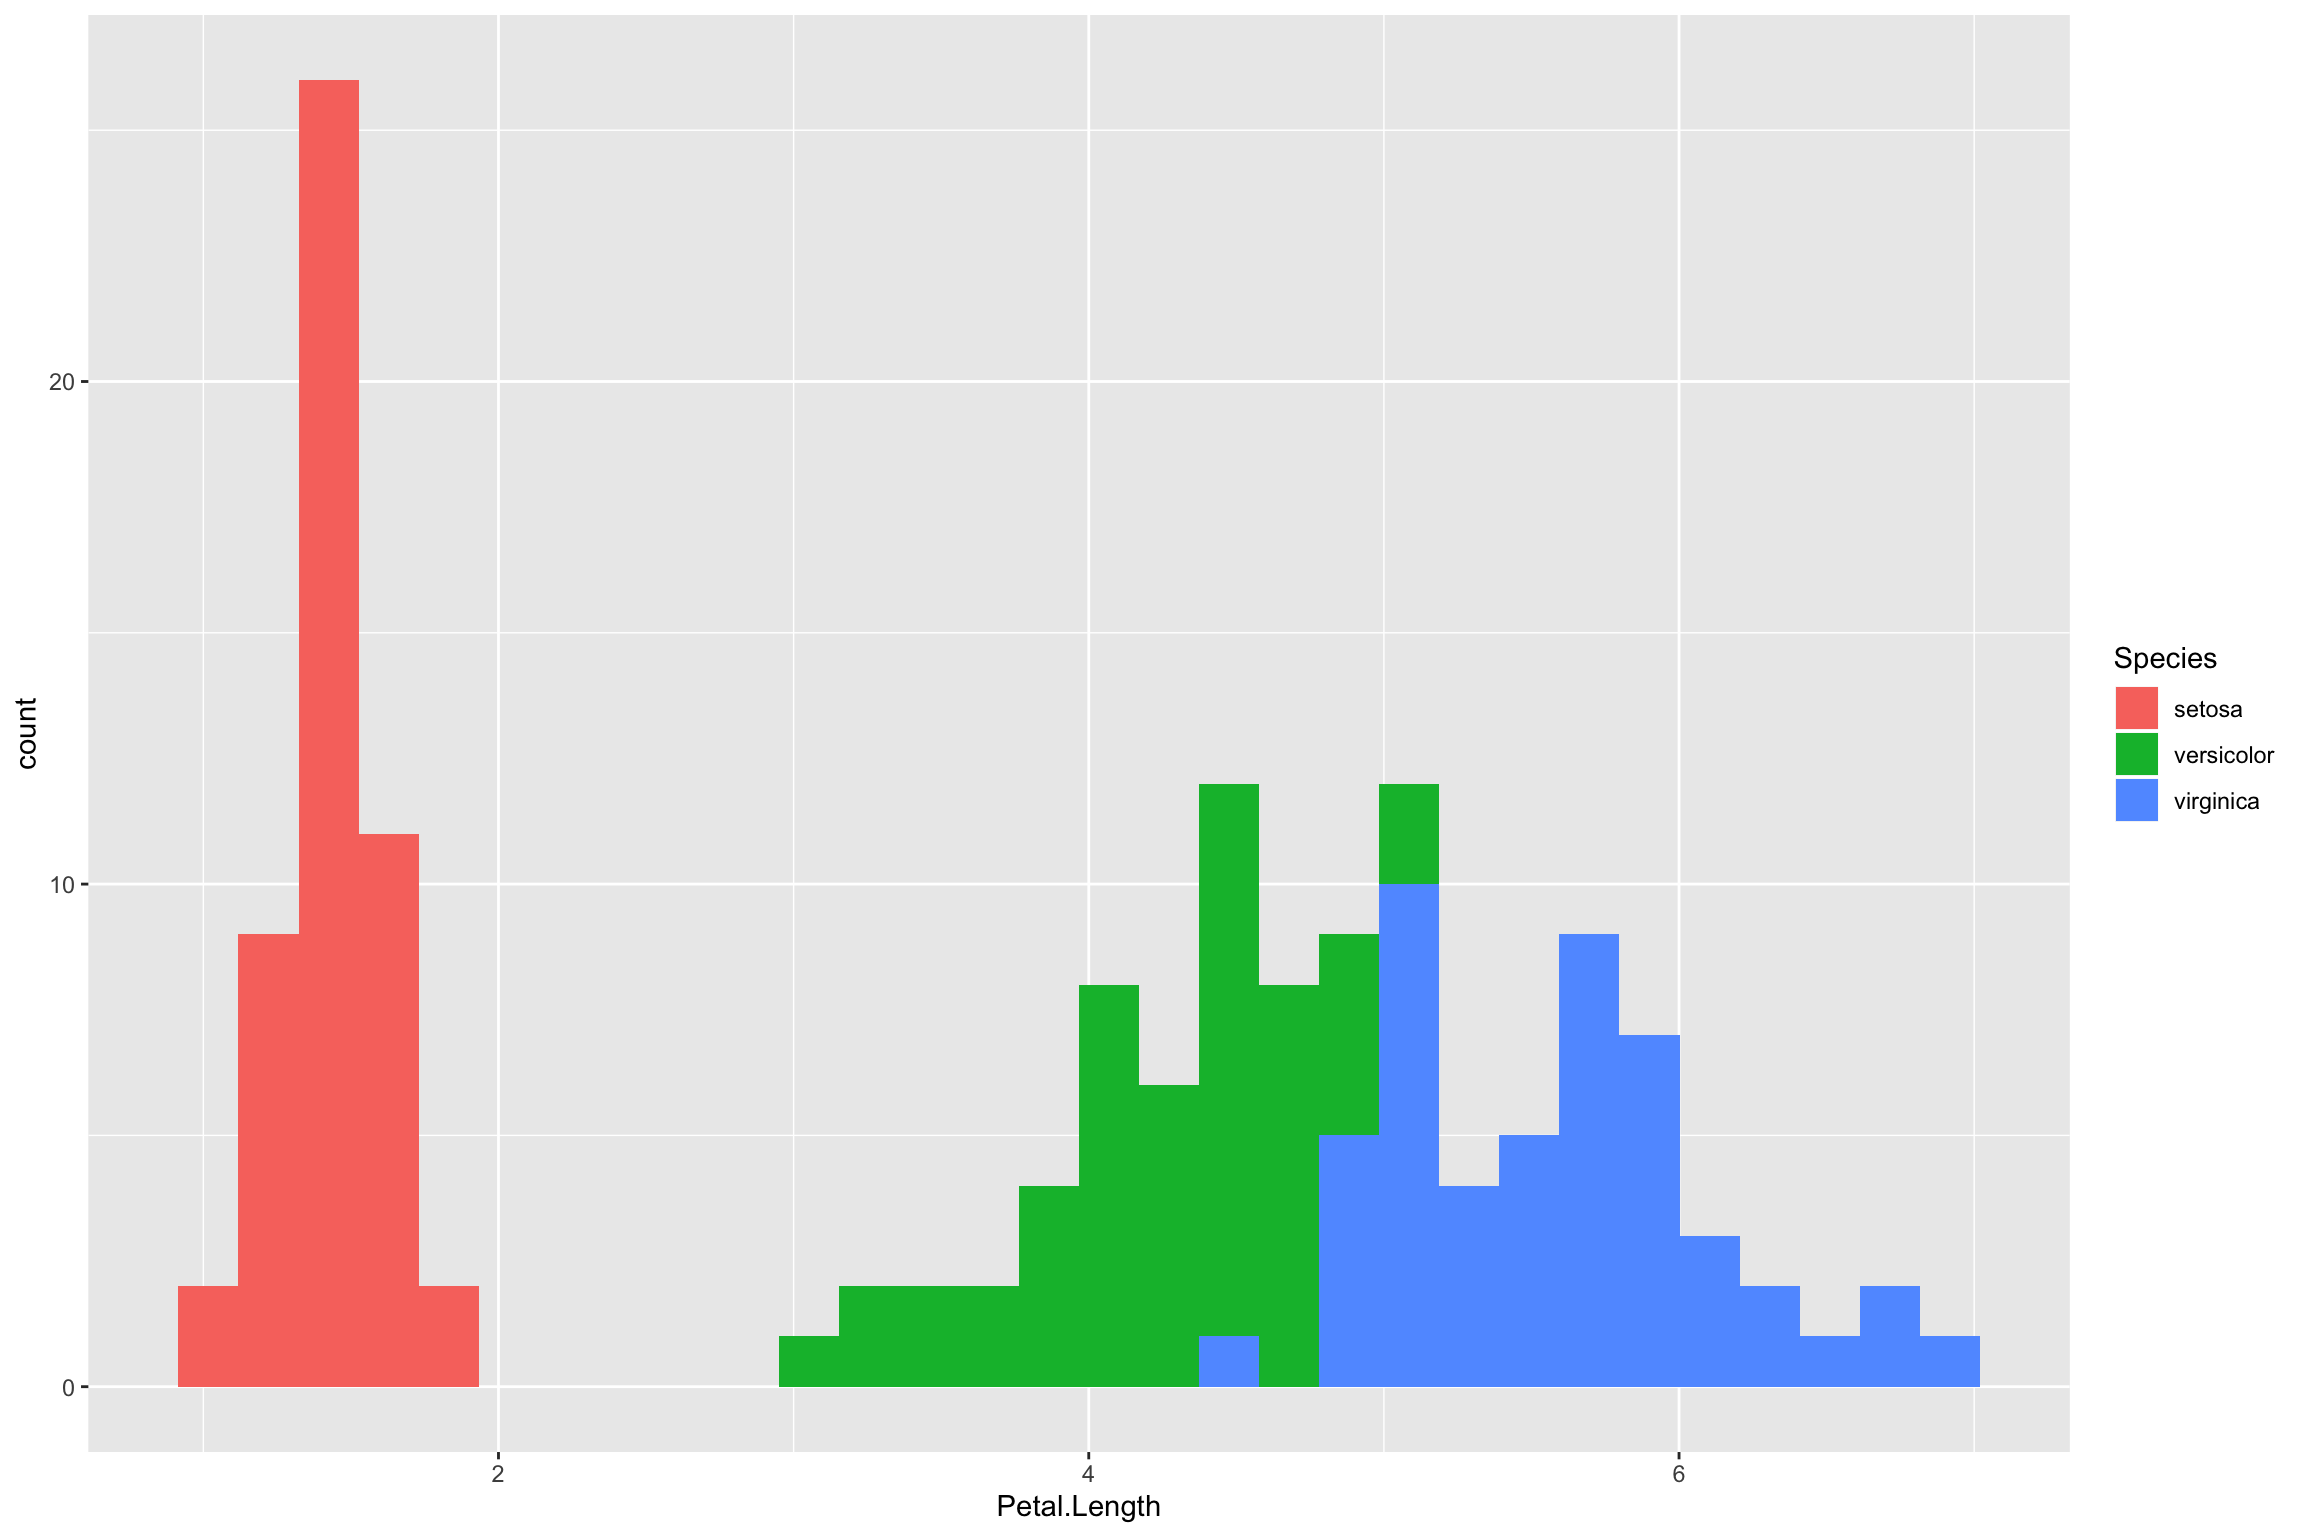 count
20
10
0
2 4 6
Petal.Length
Species
setosa
versicolor
virginica